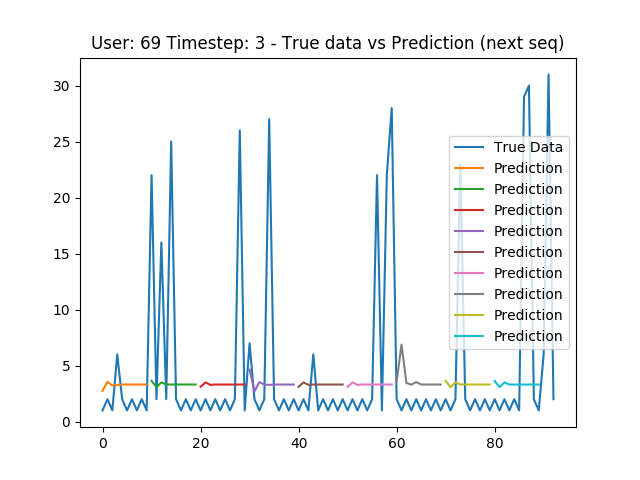 User: 69 Timestep: 3 - True data vs Prediction (next seq)
30
25
20
15
10
5
0
0 20 40 60 80
True Data
Prediction
Prediction
Prediction
Prediction
Prediction
Prediction
Prediction
Prediction
Prediction